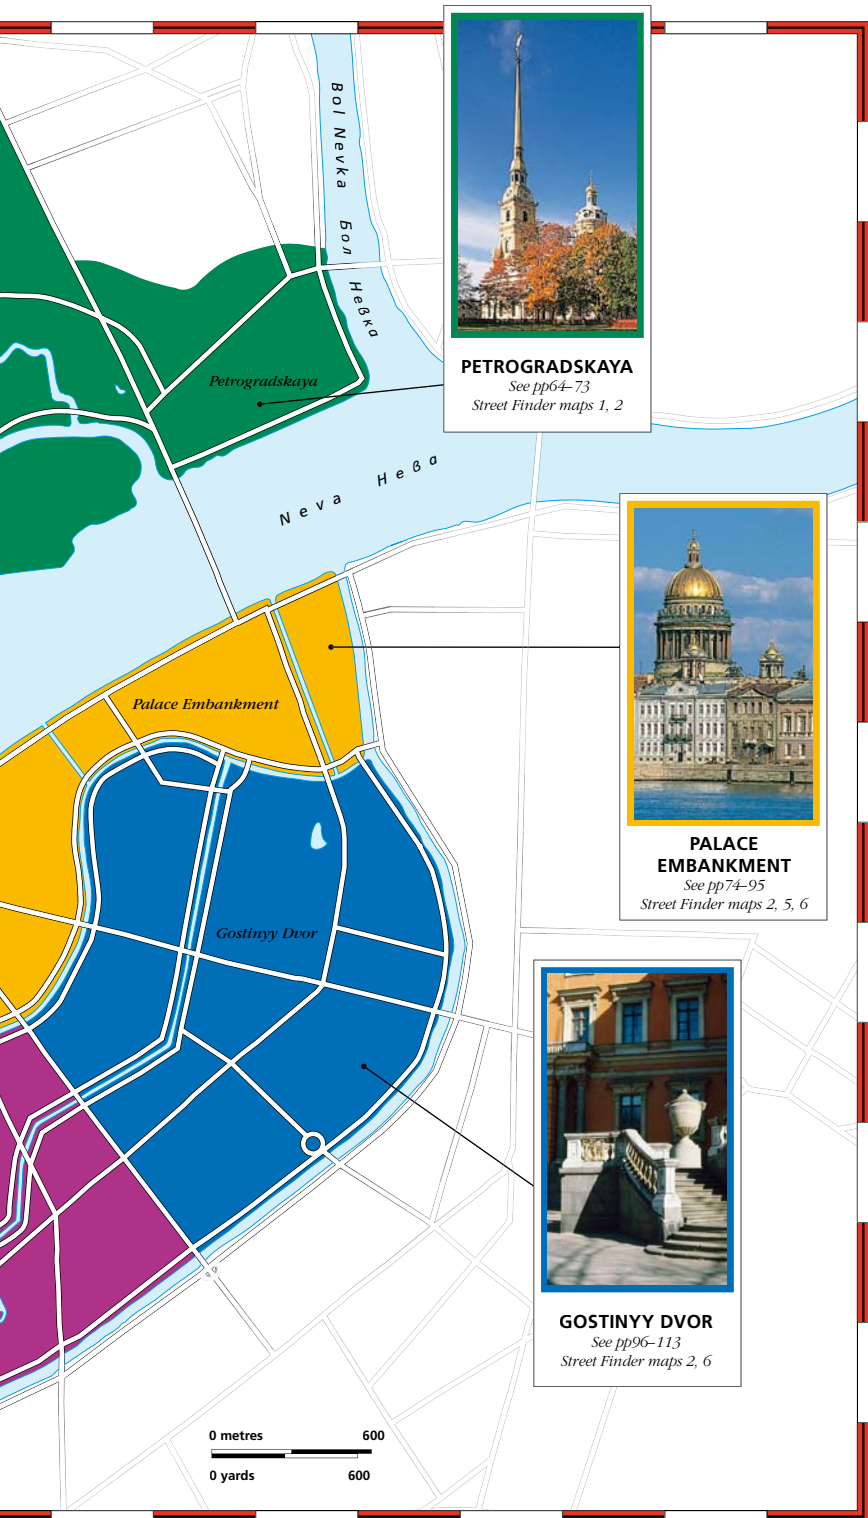 Bol Nevka
Бол Невка
PETROGRADSKAYA
See pp64–73
Street Finder maps 1, 2
Petrogradskaya
Neva Нева
Palace Embankment
PALACE
EMBANKMENT
See pp74–95
Street Finder maps 2, 5, 6
Gostinyy Dvor
GOSTINYY DVOR
See pp96–113
Street Finder maps 2, 6
0 metres 600
0 yards 600